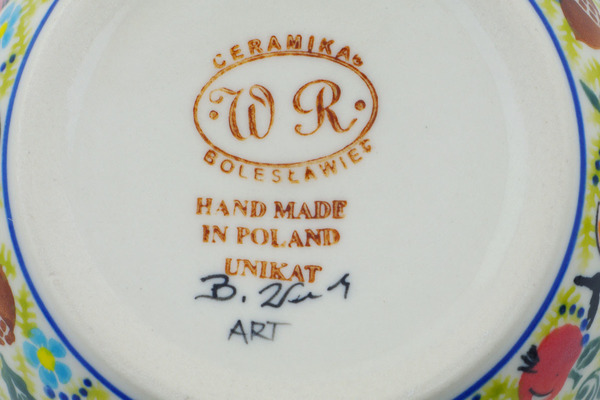 CERAMIKA
W R
BOLESŁAWIEC
HAND MADE
IN POLAND
UNIKAT
B.
ART